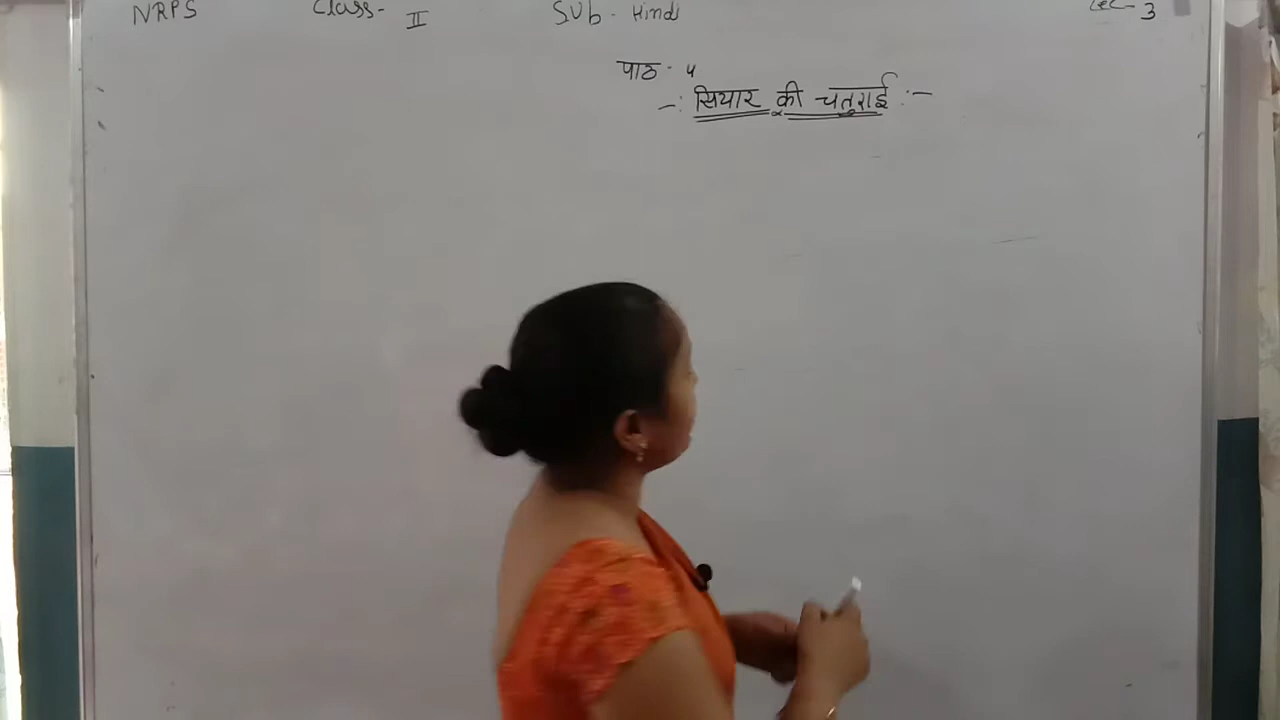 NRPS Class- II Sub - Hindi Lec- 3
पाठ - ५
-: सियार की चतुराई :-